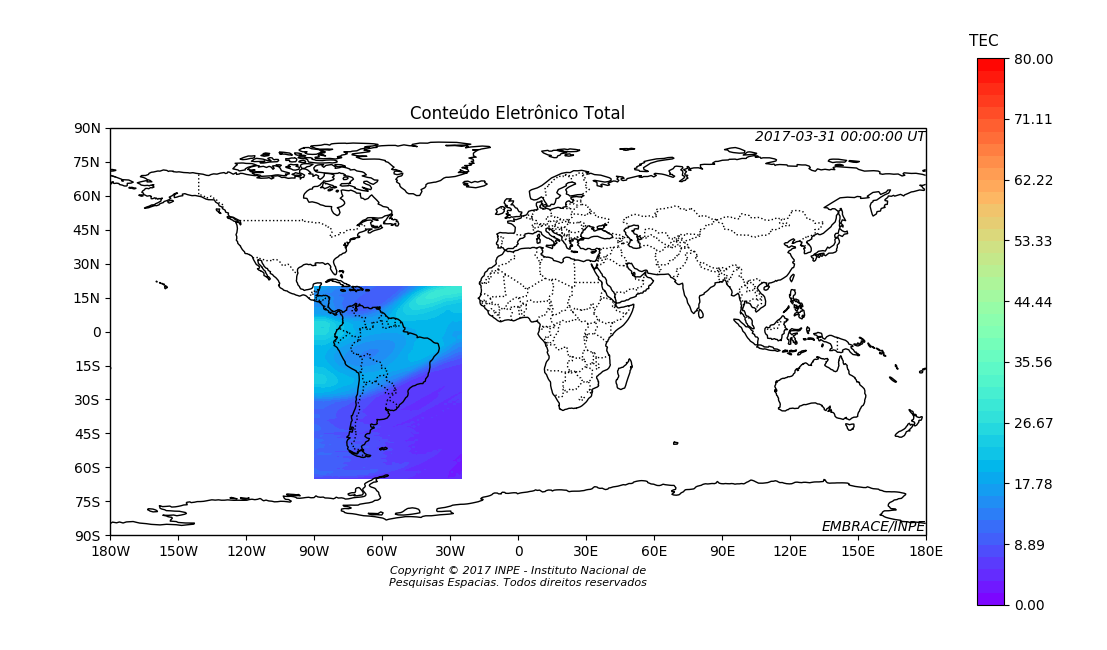 TEC
80.00
Conteúdo Eletrônico Total
90N
2017-03-31 00:00:00 UT
71.11
75N
62.22
60N
53.33
45N
44.44
30N
15N
35.56
0
15S
26.67
30S
17.78
45S
8.89
60S
0.00
75S
EMBRACE/INPE
90S
180W 150W 120W 90W 60W 30W 0 30E 60E 90E 120E 150E 180E
Copyright © 2017 INPE - Instituto Nacional de
Pesquisas Espacias. Todos direitos reservados